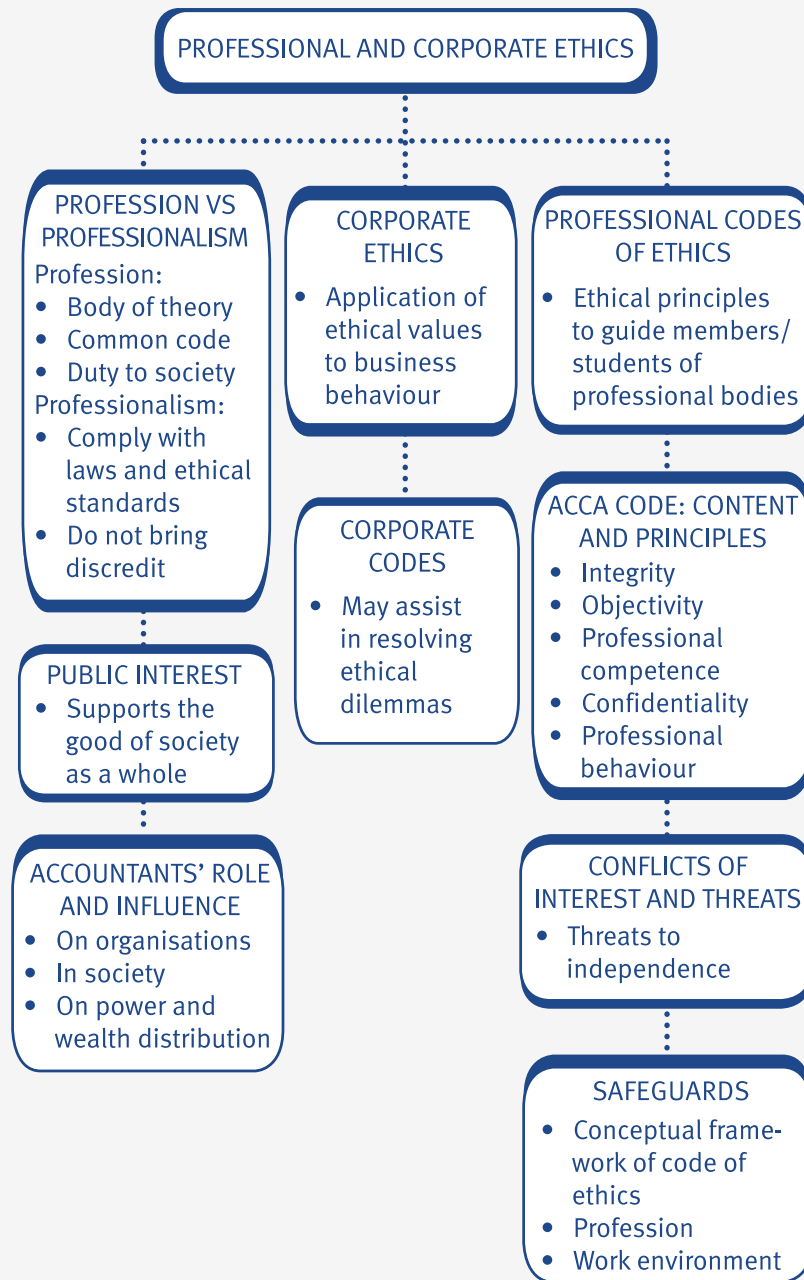 PROFESSIONAL AND CORPORATE ETHICS
PROFESSION VS
PROFESSIONALISM
Profession:
• Body of theory
• Common code
• Duty to society
Professionalism:
• Comply with
laws and ethical
standards
• Do not bring
discredit
PUBLIC INTEREST
• Supports the
good of society
as a whole
ACCOUNTANTS’ ROLE
AND INFLUENCE
• On organisations
• In society
• On power and
wealth distribution
CORPORATE
ETHICS
• Application of
ethical values
to business
behaviour
CORPORATE
CODES
• May assist
in resolving
ethical
dilemmas
PROFESSIONAL CODES
OF ETHICS
• Ethical principles
to guide members/
students of
professional bodies
ACCA CODE: CONTENT
AND PRINCIPLES
• Integrity
• Objectivity
• Professional
competence
• Confidentiality
• Professional
behaviour
CONFLICTS OF
INTEREST AND THREATS
• Threats to
independence
SAFEGUARDS
• Conceptual frame-
work of code of
ethics
• Profession
• Work environment